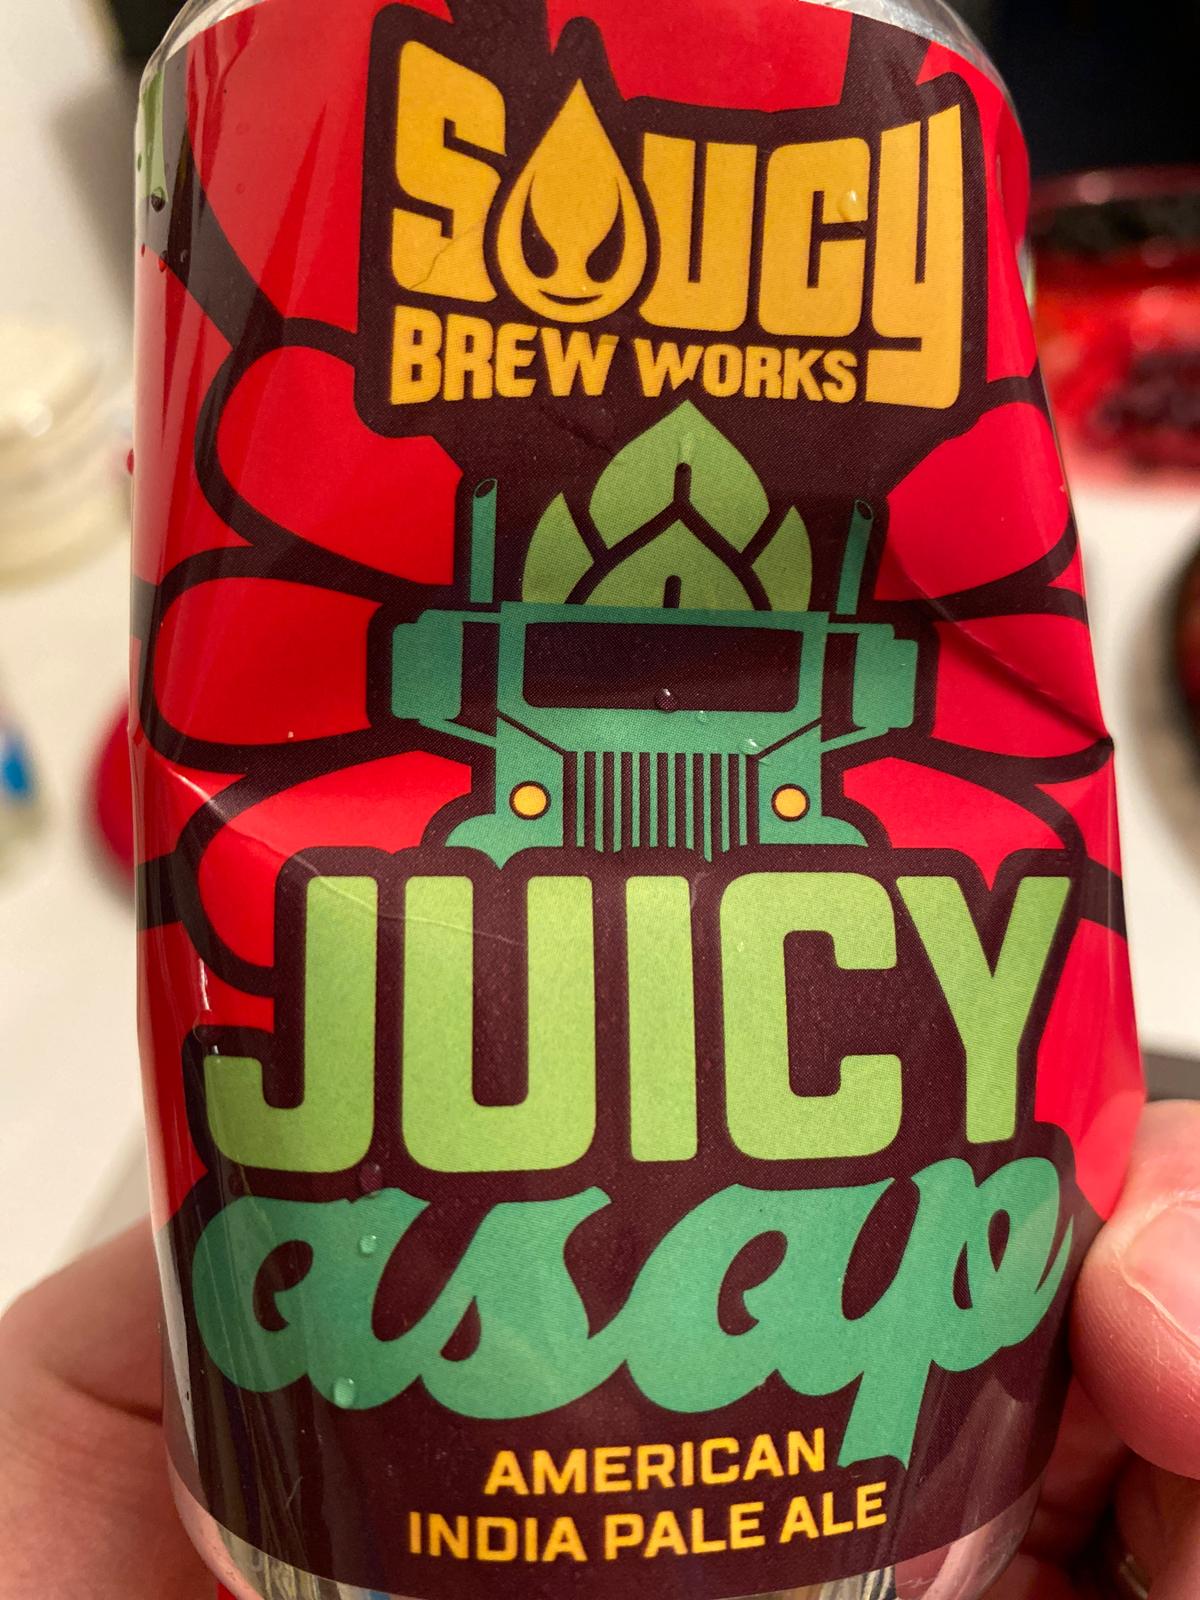 SAUCY
BREW WORKS
JUICY
asap
AMERICAN
INDIA PALE ALE